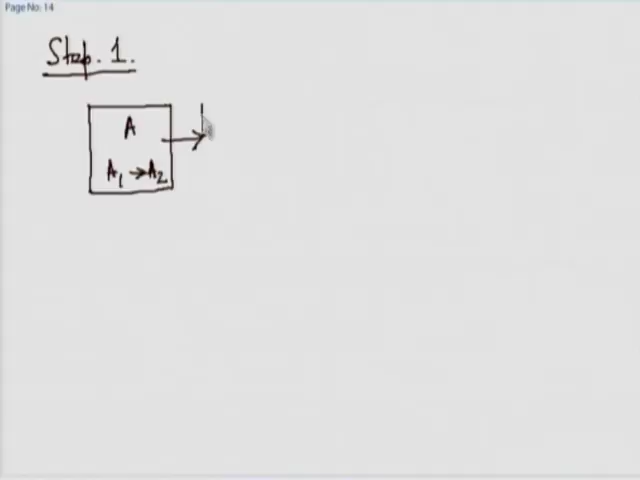 Page No: 14
Step. 1.
A
A₁ → A₂